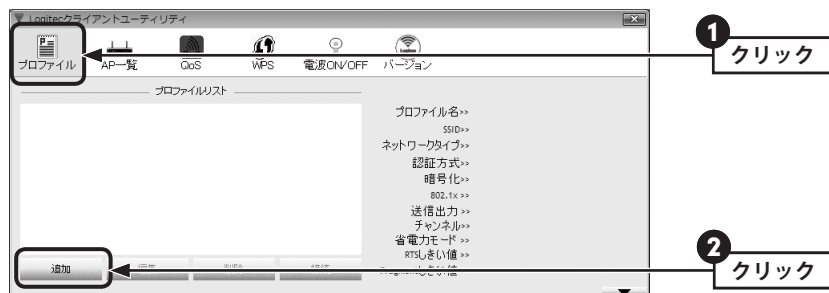 Logitecクライアントユーティリティ
プロファイル AP一覧 QoS WPS 電波ON/OFF バージョン
1
クリック
プロファイルリスト
プロファイル名>>
SSID>>
ネットワークタイプ>>
認証方式>>
暗号化>>
802.1x >>
送信出力 >>
チャンネル>>
省電力モード >>
RTSしきい値>>
しきい値
追加
2
クリック